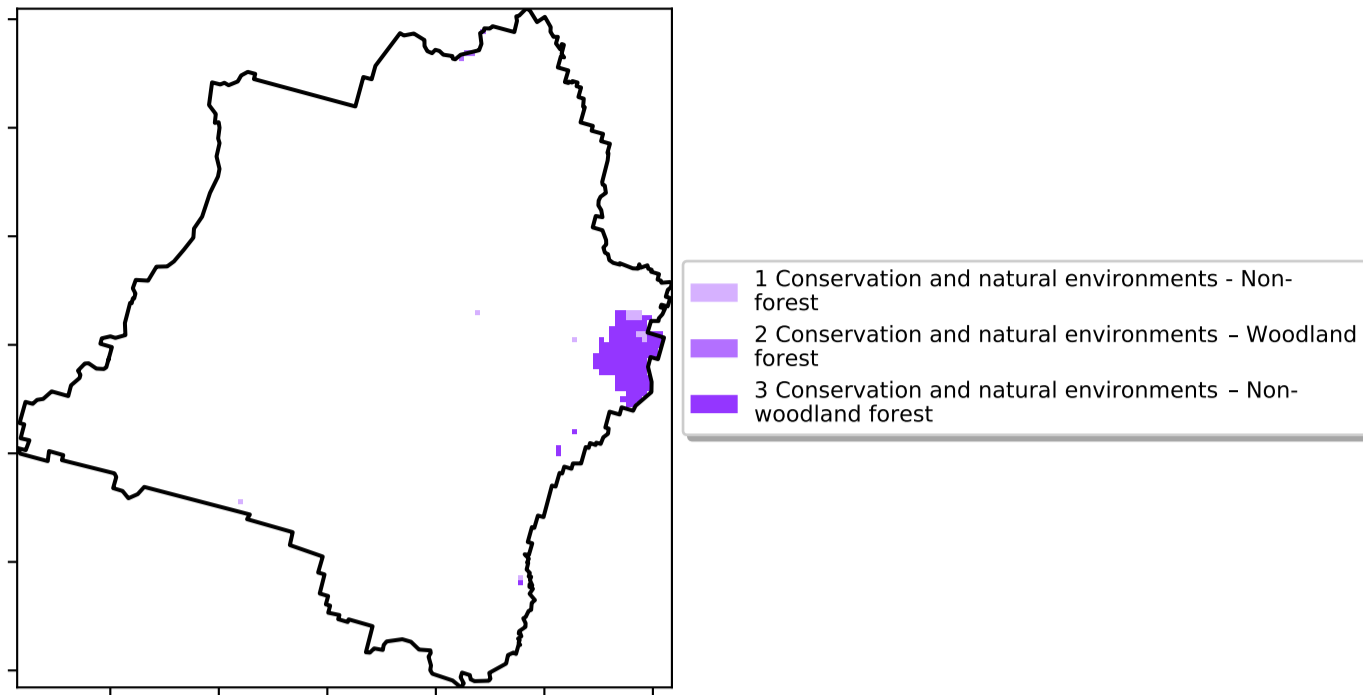 1 Conservation and natural environments - Non-
forest
2 Conservation and natural environments – Woodland
forest
3 Conservation and natural environments – Non-
woodland forest